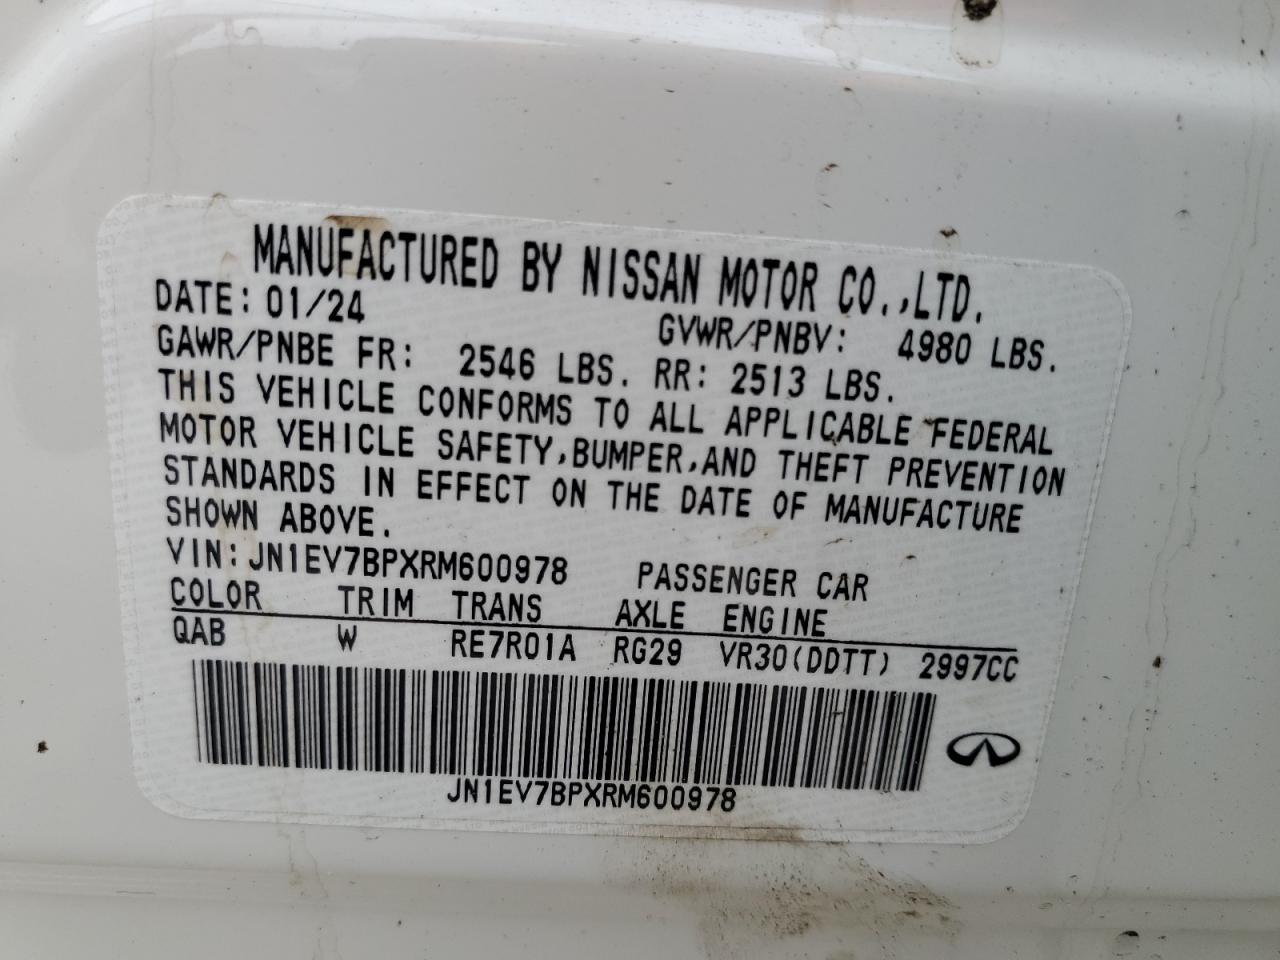 MANUFACTURED BY NISSAN MOTOR CO.,LTD.
DATE: 01/24 GVWR/PNBV: 4980 LBS.
GAWR/PNBE FR: 2546 LBS. RR: 2513 LBS.
THIS VEHICLE CONFORMS TO ALL APPLICABLE FEDERAL
MOTOR VEHICLE SAFETY,BUMPER,AND THEFT PREVENTION
STANDARDS IN EFFECT ON THE DATE OF MANUFACTURE
SHOWN ABOVE.
VIN:JN1EV7BPXRM600978 PASSENGER CAR
COLOR TRIM TRANS AXLE ENGINE
QAB W RE7R01A RG29 VR30(DDTT) 2997CC
JN1EV7BPXRM600978